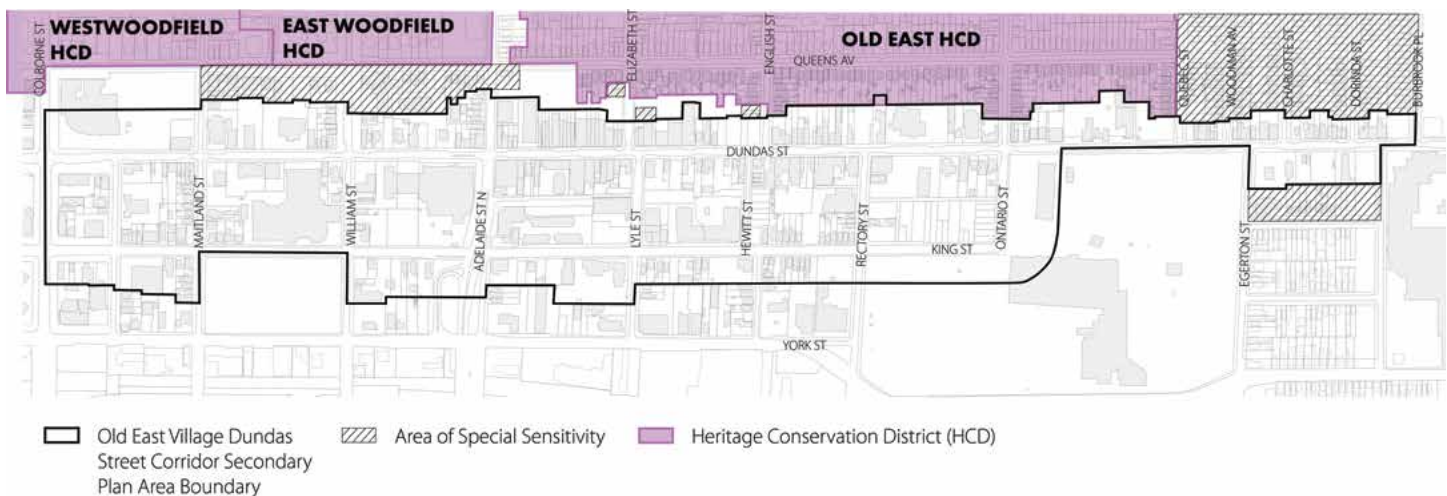 WESTWOODFIELD
HCD
EAST WOODFIELD
HCD
OLD EAST HCD
COLBORNE ST
ELIZABETH ST
ENGLISH ST
QUEENS AV
QUEBEC ST
WOODMAN AV
CHARLOTTE ST
DORINDA ST
BURBROOK PL
DUNDAS ST
MAITLAND ST
WILLIAM ST
ADELAIDE ST N
LYLE ST
HEWITT ST
RECTORY ST
KING ST
ONTARIO ST
EGERTON ST
YORK ST
Old East Village Dundas
Street Corridor Secondary
Plan Area Boundary
Area of Special Sensitivity
Heritage Conservation District (HCD)